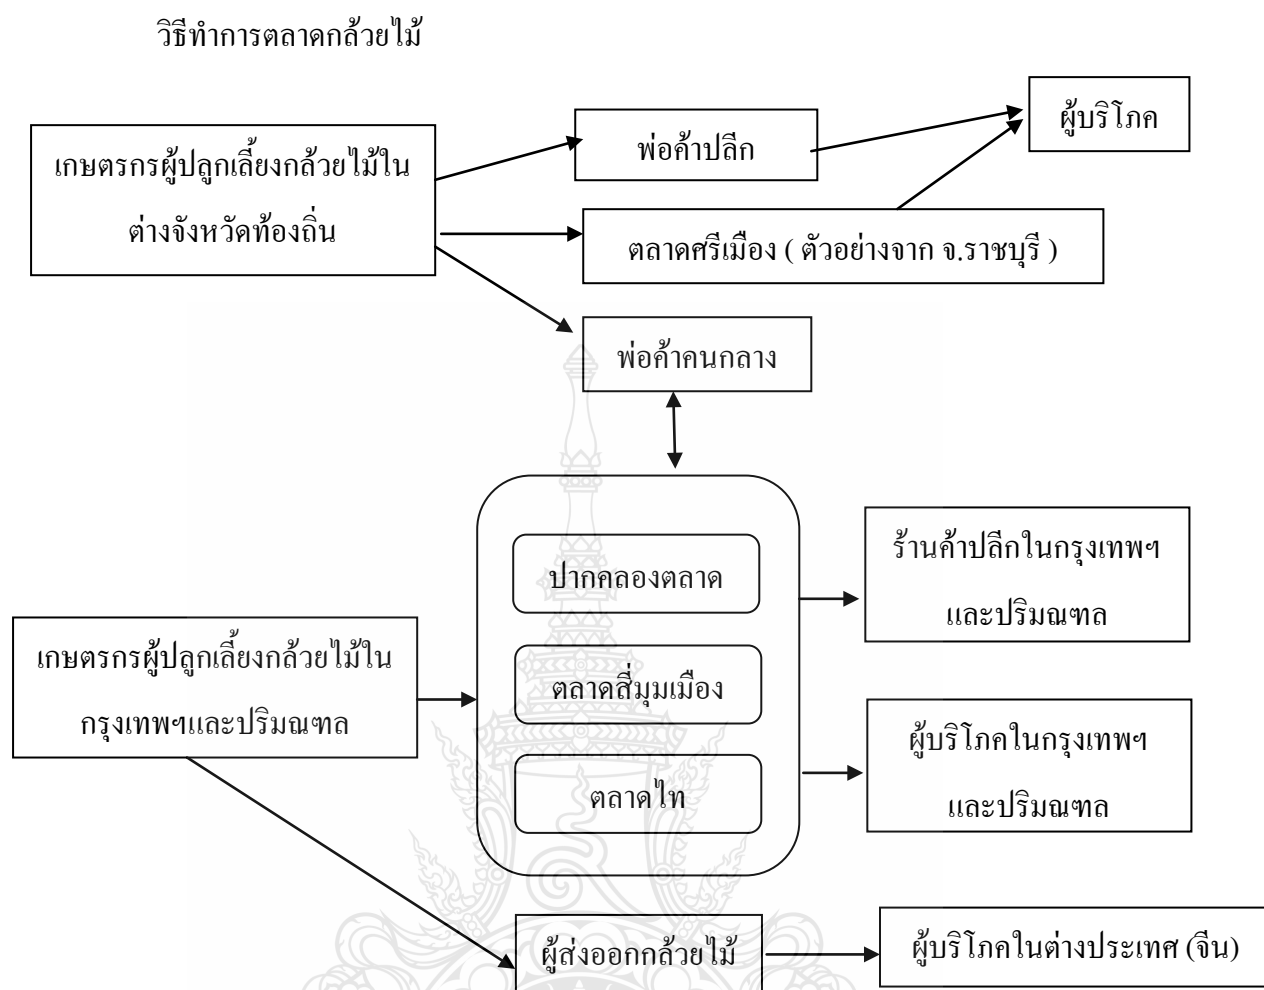 วิธีทำการตลาดกล้วยไม้
เกษตรกรผู้ปลูกเลี้ยงกล้วยไม้ใน
ต่างจังหวัดท้องถิ่น
พ่อค้าปลีก
ผู้บริโภค
ตลาดศรีเมือง ( ตัวอย่างจาก จ.ราชบุรี )
พ่อค้าคนกลาง
เกษตรกรผู้ปลูกเลี้ยงกล้วยไม้ใน
กรุงเทพฯและปริมณฑล
ปากคลองตลาด
ตลาดสี่มุมเมือง
ตลาดไท
ร้านค้าปลีกในกรุงเทพฯ
และปริมณฑล
ผู้บริโภคในกรุงเทพฯ
และปริมณฑล
ผู้ส่งออกกล้วยไม้
ผู้บริโภคในต่างประเทศ (จีน)